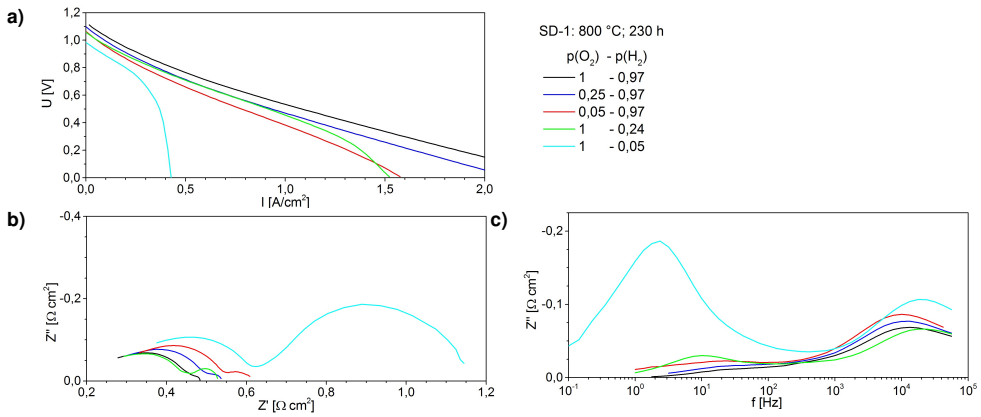 a)
1,2
1,0
0,8
0,6
0,4
0,2
0,0
U [V]
0,0 0,5 1,0 1,5 2,0
I [A/cm²]
SD-1: 800 °C; 230 h
p(O₂) - p(H₂)
1 - 0,97
0,25 - 0,97
0,05 - 0,97
1 - 0,24
1 - 0,05
b)
-0,4
-0,2
0,0
Z'' [Ω cm²]
0,2 0,4 0,6 0,8 1,0 1,2
Z' [Ω cm²]
c)
-0,2
-0,1
0,0
Z'' [Ω cm²]
10⁻¹ 10⁰ 10¹ 10² 10³ 10⁴ 10⁵
f [Hz]